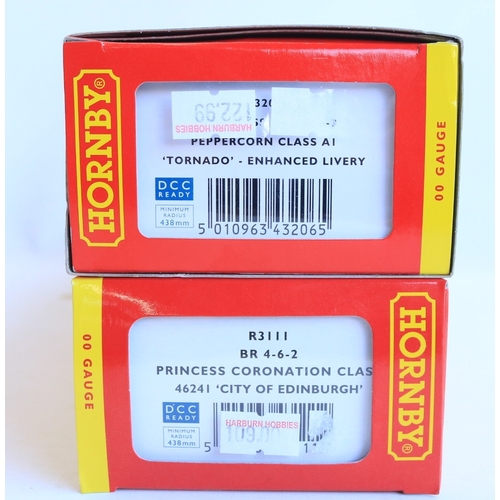 HORNBY®
122.99
HARBURN HOBBIES
PEPPERCORN CLASS A1
'TORNADO' - ENHANCED LIVERY
DCC
READY
MINIMUM
RADIUS
438mm
5 010963 432065
00 GAUGE
00 GAUGE
R3111
BR 4-6-2
PRINCESS CORONATION CLAS
46241 'CITY OF EDINBURGH'
DCC
READY
MINIMUM
RADIUS
438mm
5
HARBURN HOBBIES
HORNBY®